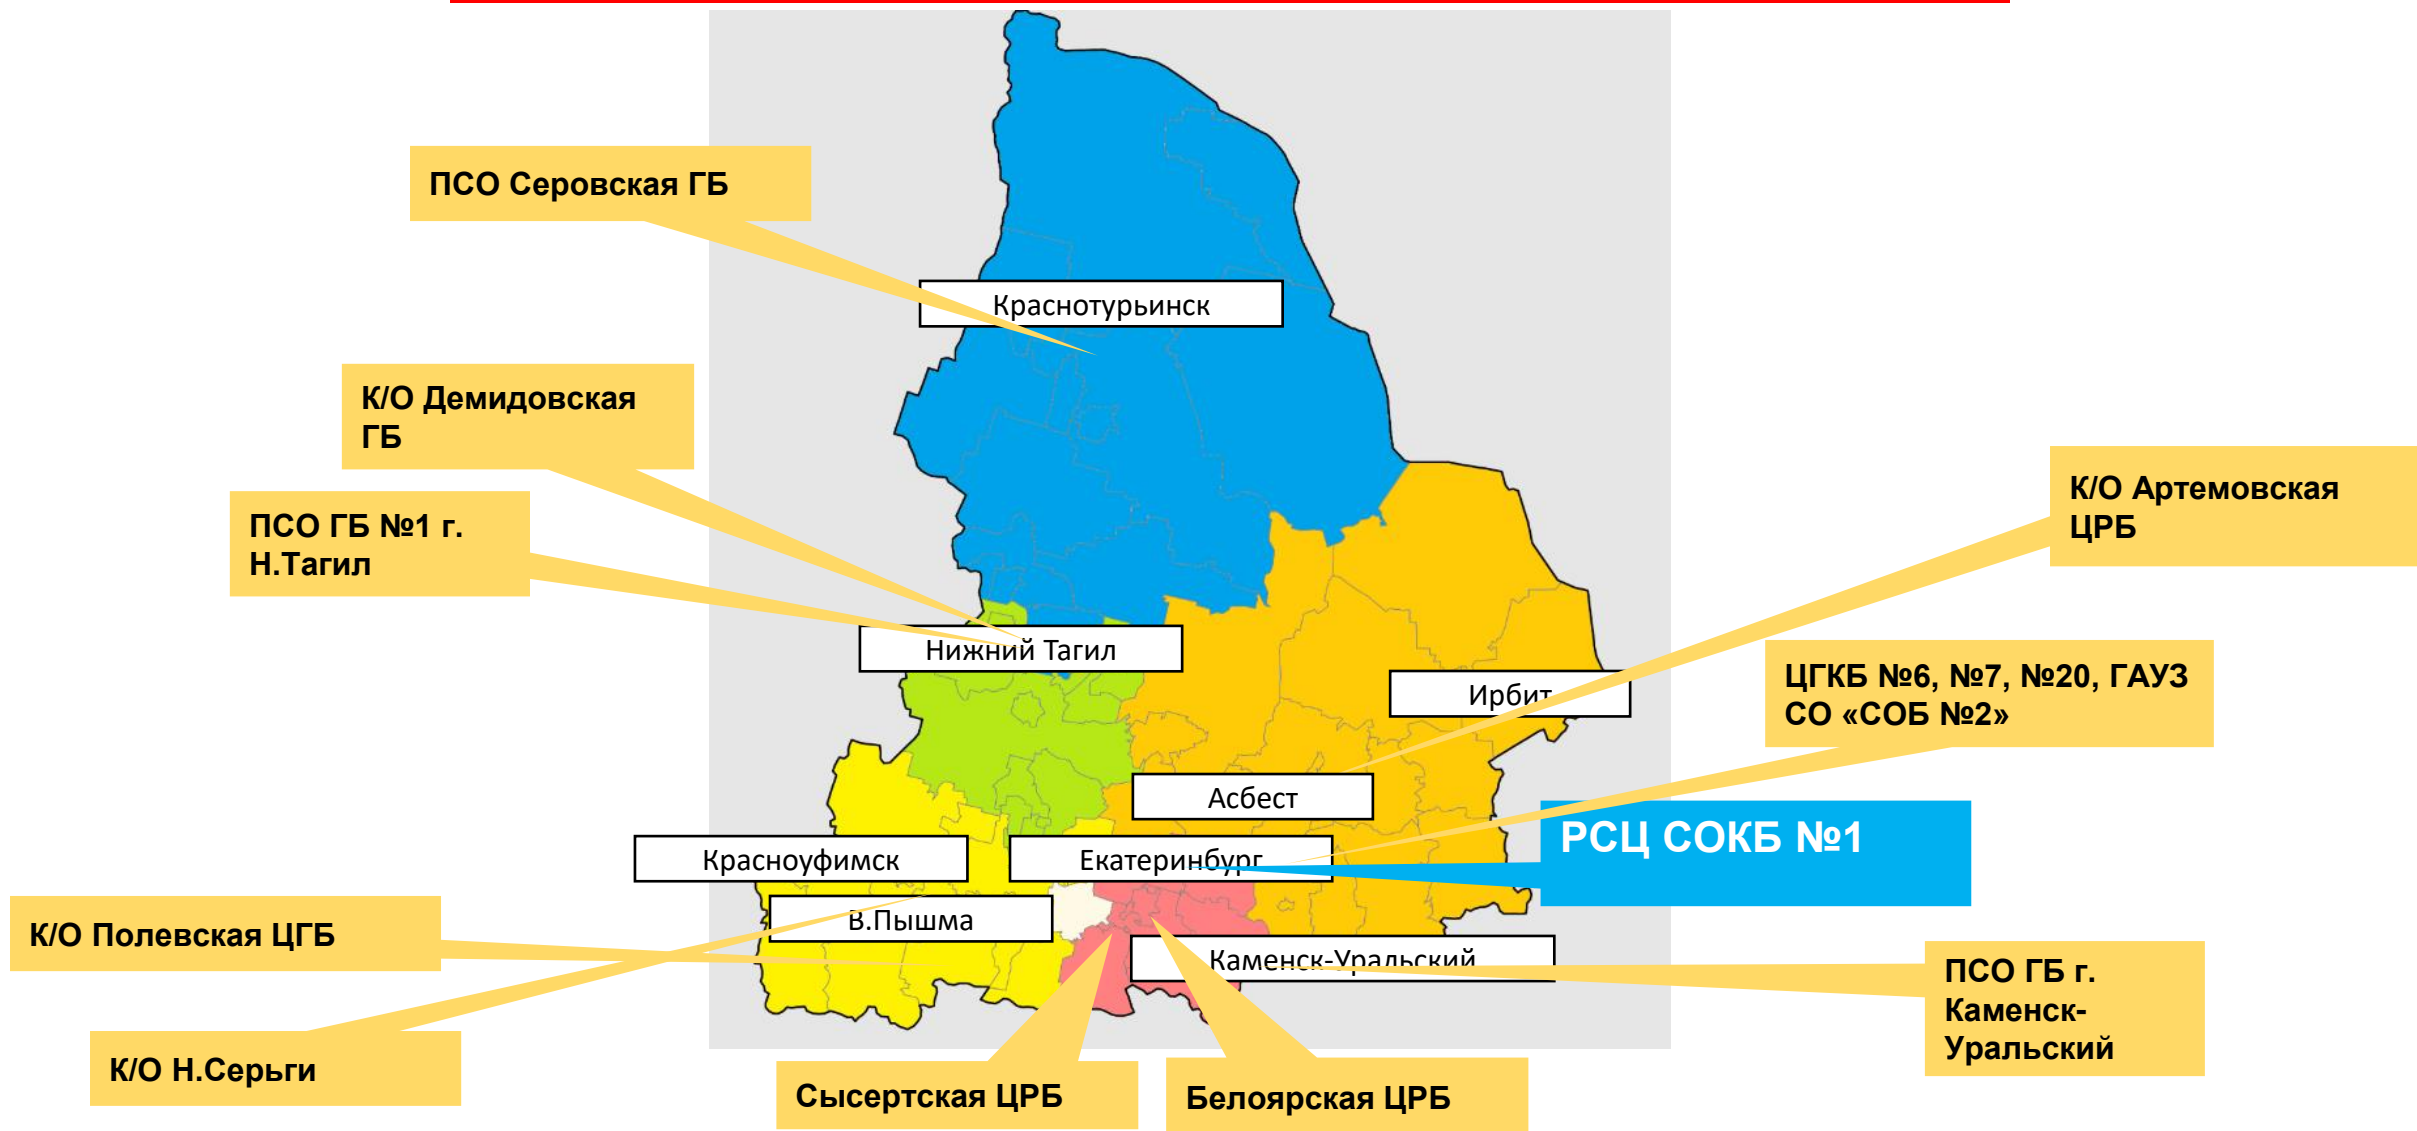 ПСО Серовская ГБ
Краснотурьинск
К/О Демидовская
ГБ
К/О Артемовская
ЦРБ
ПСО ГБ №1 г.
Н.Тагил
Нижний Тагил
Ирбит
ЦГКБ №6, №7, №20, ГАУЗ
СО «СОБ №2»
Асбест
РСЦ СОКБ №1
Красноуфимск
Екатеринбург
В.Пышма
К/О Полевская ЦГБ
Каменск-Уральский
ПСО ГБ г.
Каменск-
Уральский
К/О Н.Серьги
Сысертская ЦРБ
Белоярская ЦРБ